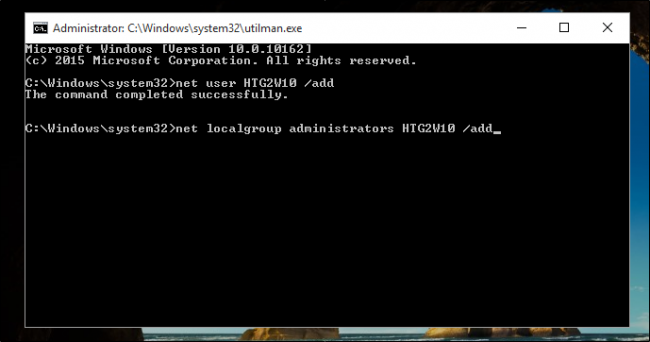 Administrator: C:\Windows\system32\utilman.exe
Microsoft Windows [Version 10.0.10162]
(c) 2015 Microsoft Corporation. All rights reserved.
C:\Windows\system32>net user HTG2W10 /add
The command completed successfully.
C:\Windows\system32>net localgroup administrators HTG2W10 /add